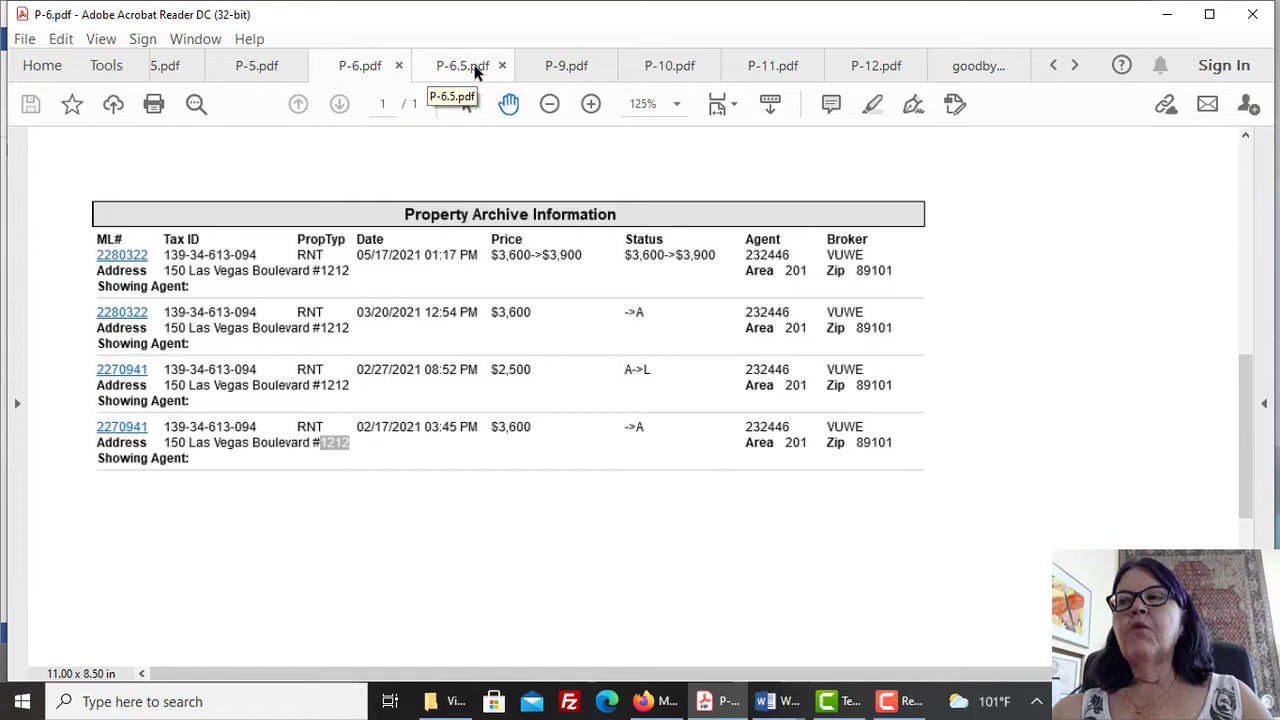 P-6.pdf - Adobe Acrobat Reader DC (32-bit)
File Edit View Sign Window Help
Home Tools 5.pdf P-5.pdf P-6.pdf × P-6.5.pdf × P-9.pdf P-10.pdf P-11.pdf P-12.pdf goodby... Sign In
P-6.5.pdf
1 / 1 125%
Property Archive Information
ML# Tax ID PropTyp Date Price Status Agent Broker
2280322 139-34-613-094 RNT 05/17/2021 01:17 PM $3,600->$3,900 $3,600->$3,900 232446 VUWE
Address 150 Las Vegas Boulevard #1212 Area 201 Zip 89101
Showing Agent:
2280322 139-34-613-094 RNT 03/20/2021 12:54 PM $3,600 ->A 232446 VUWE
Address 150 Las Vegas Boulevard #1212 Area 201 Zip 89101
Showing Agent:
2270941 139-34-613-094 RNT 02/27/2021 08:52 PM $2,500 A->L 232446 VUWE
Address 150 Las Vegas Boulevard #1212 Area 201 Zip 89101
Showing Agent:
2270941 139-34-613-094 RNT 02/17/2021 03:45 PM $3,600 ->A 232446 VUWE
Address 150 Las Vegas Boulevard #1212 Area 201 Zip 89101
Showing Agent:
11.00 x 8.50 in
Type here to search Vi... M... P-... W... Te... Re... 101°F